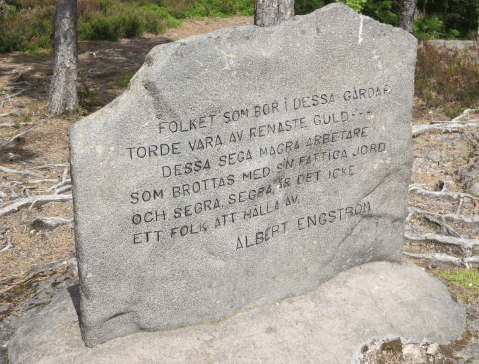 FOLKET SOM BOR I DESSA GÅRDAR
TORDE VARA AV RENASTE GULD---
DESSA SEGA MAGRA ARBETARE
SOM BROTTAS MED SIN FATTIGA JORD
OCH SEGRA, SEGRA, ÄR DET ICKE
ETT FOLK ATT HÅLLA AV.
ALBERT ENGSTRÖM